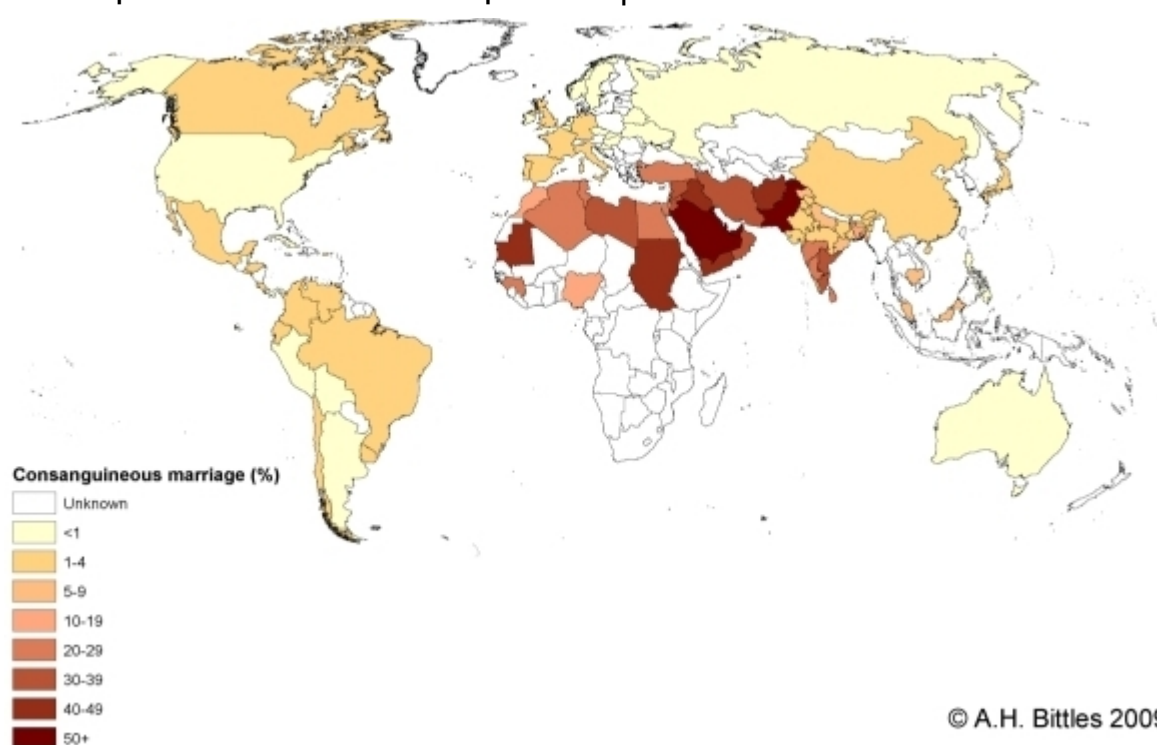 Consanguineous marriage (%)
Unknown
<1
1-4
5-9
10-19
20-29
30-39
40-49
50+
© A.H. Bittles 2009